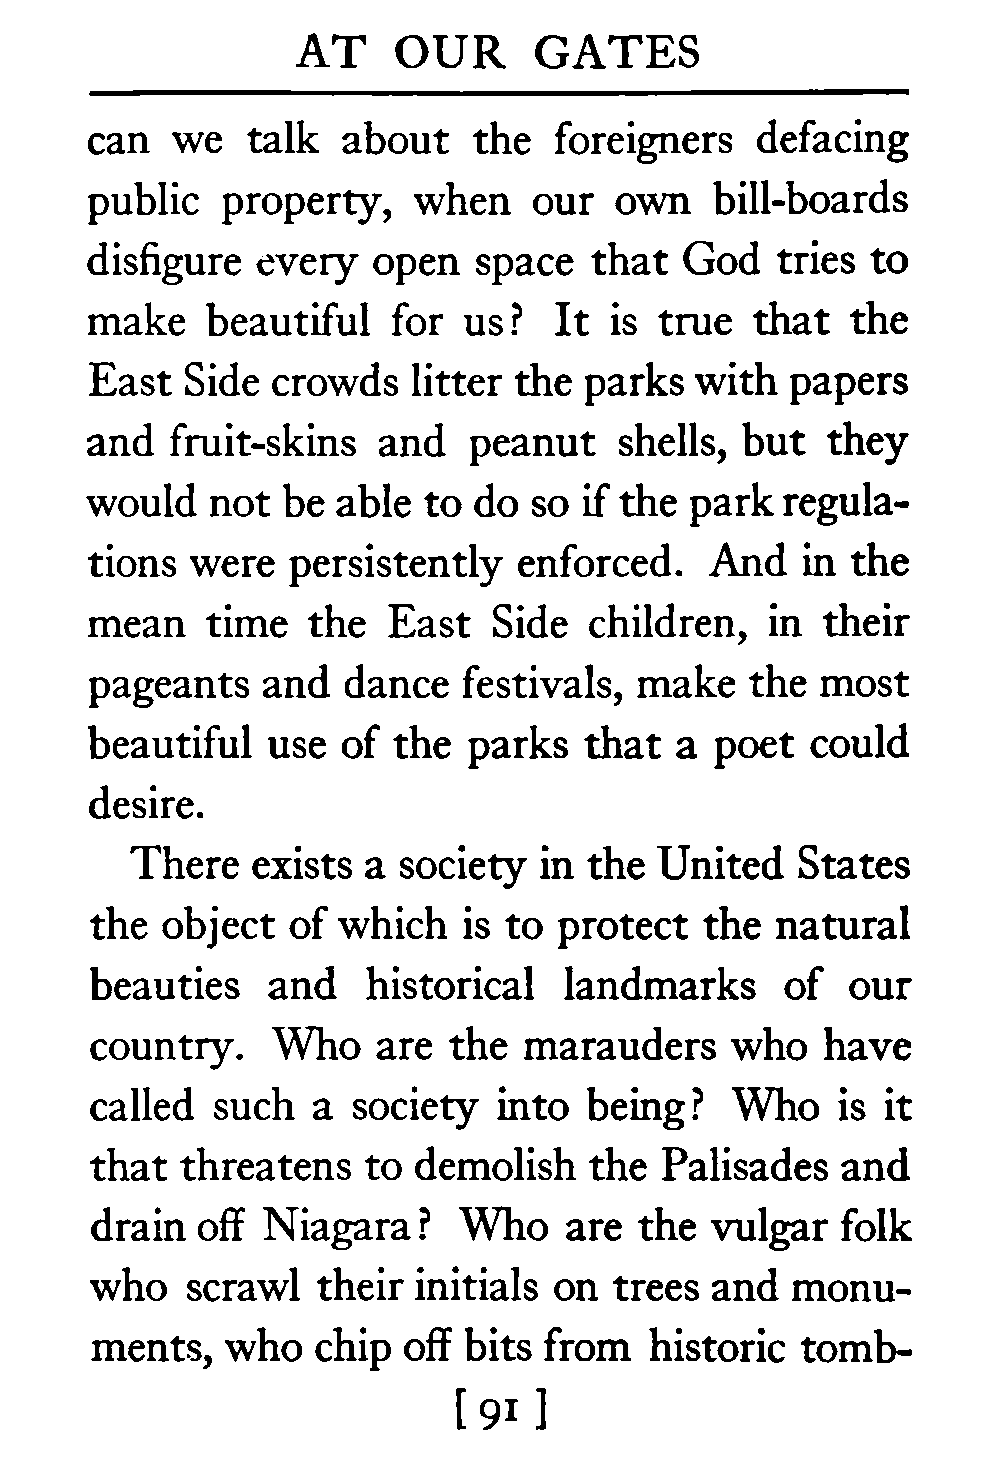 AT OUR GATES
can we talk about the foreigners defacing
public property, when our own bill-boards
disfigure every open space that God tries to
make beautiful for us? It is true that the
East Side crowds litter the parks with papers
and fruit-skins and peanut shells, but they
would not be able to do so if the park regula-
tions were persistently enforced. And in the
mean time the East Side children, in their
pageants and dance festivals, make the most
beautiful use of the parks that a poet could
desire.
There exists a society in the United States
the object of which is to protect the natural
beauties and historical landmarks of our
country. Who are the marauders who have
called such a society into being? Who is it
that threatens to demolish the Palisades and
drain off Niagara? Who are the vulgar folk
who scrawl their initials on trees and monu-
ments, who chip off bits from historic tomb-
[ 91 ]